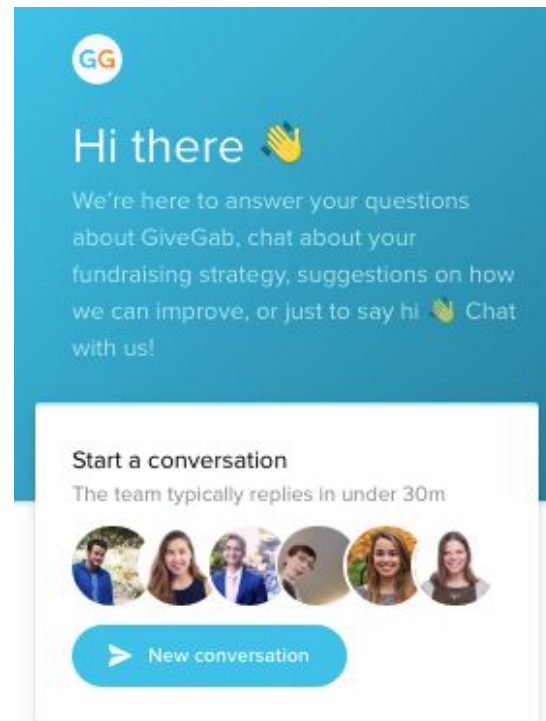 GG
Hi there 👋
We're here to answer your questions
about GiveGab, chat about your
fundraising strategy, suggestions on how
we can improve, or just to say hi 👋 Chat
with us!
Start a conversation
The team typically replies in under 30m
New conversation